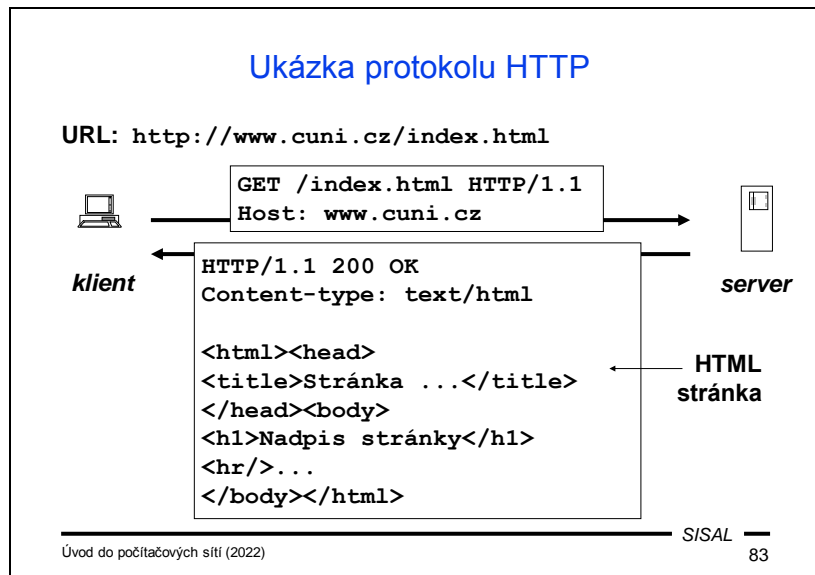 Ukázka protokolu HTTP
URL: http://www.cuni.cz/index.html
GET /index.html HTTP/1.1
Host: www.cuni.cz
klient
server
HTTP/1.1 200 OK
Content-type: text/html
<html><head>
<title>Stránka ...</title>
</head><body>
<h1>Nadpis stránky</h1>
<hr/>...
</body></html>
HTML
stránka
SISAL
Úvod do počítačových sítí (2022)
83